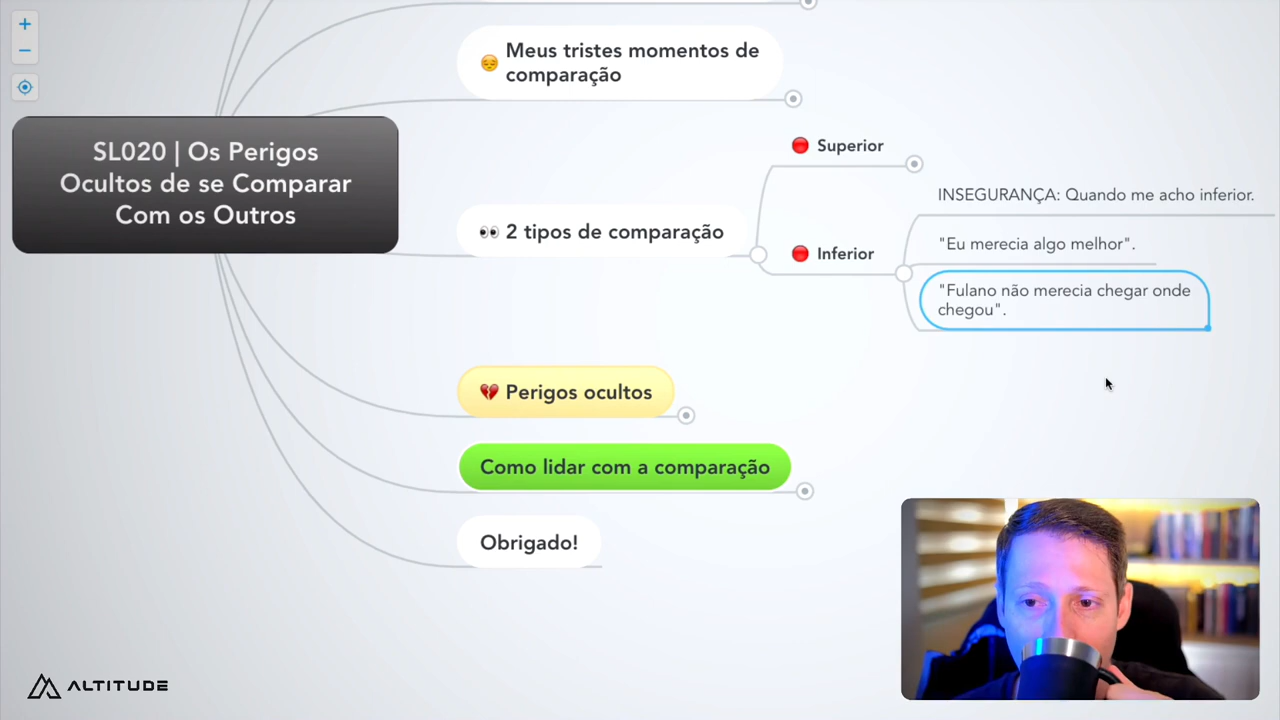 Meus tristes momentos de
comparação
SL020 | Os Perigos
Ocultos de se Comparar
Com os Outros
2 tipos de comparação
Superior
Inferior
INSEGURANÇA: Quando me acho inferior.
"Eu merecia algo melhor".
"Fulano não merecia chegar onde
chegou".
Perigos ocultos
Como lidar com a comparação
Obrigado!
ALTITUDE